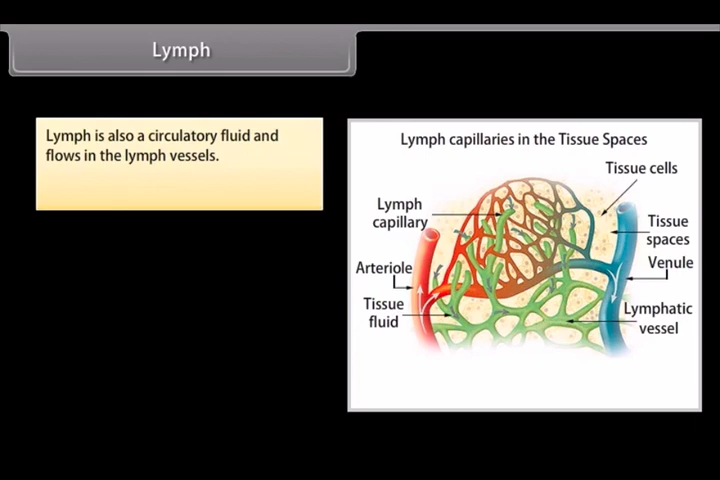 Lymph
Lymph is also a circulatory fluid and
flows in the lymph vessels.
Lymph capillaries in the Tissue Spaces
Tissue cells
Lymph
capillary
Tissue
spaces
Arteriole
Venule
Tissue
fluid
Lymphatic
vessel